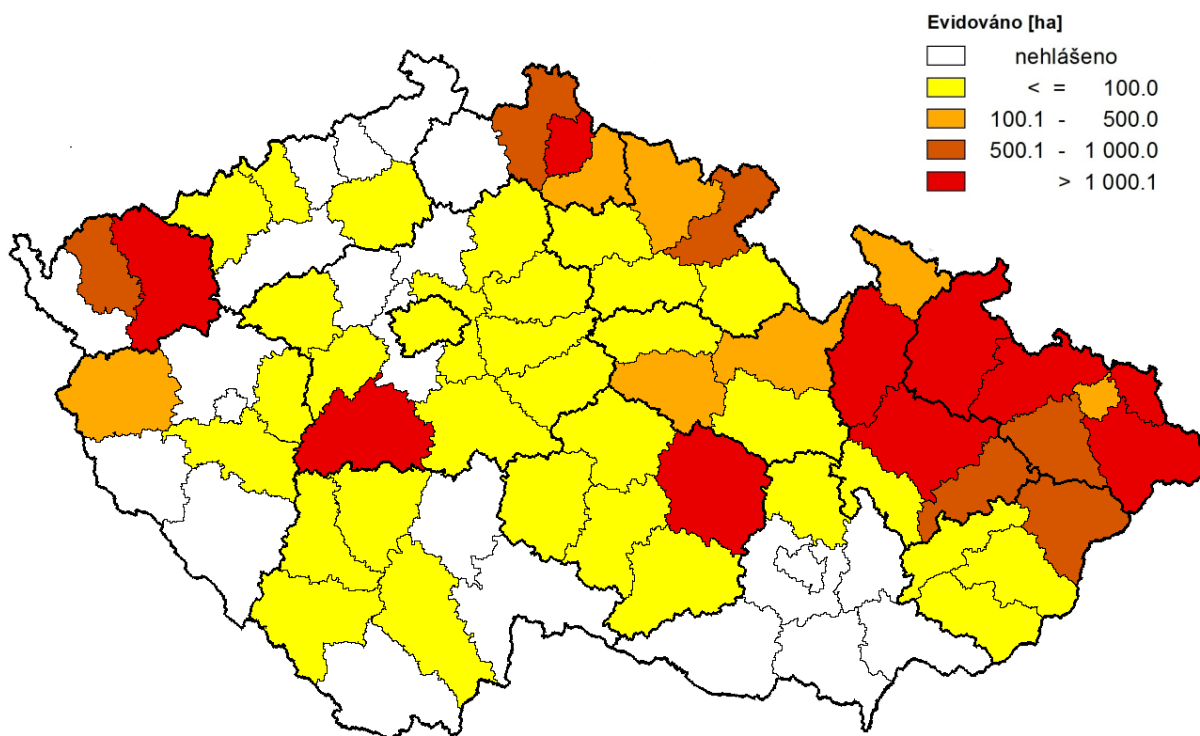 Evidováno [ha]
nehlášeno
< = 100.0
100.1 - 500.0
500.1 - 1 000.0
> 1 000.1